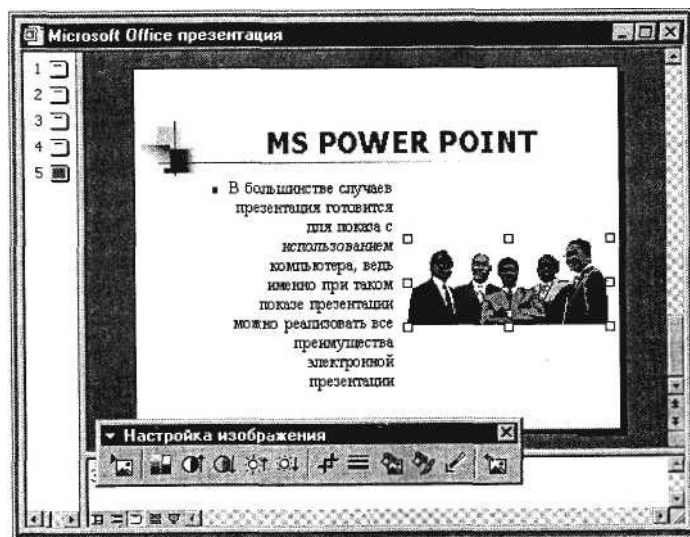 Microsoft Office презентация
1
2
3
4
5
MS POWER POINT
В большинстве случаев
презентация готовится
для показа с
использованием
компьютера, ведь
именно при таком
показе презентации
можно реализовать все
преимущества
электронной
презентации
Настройка изображения